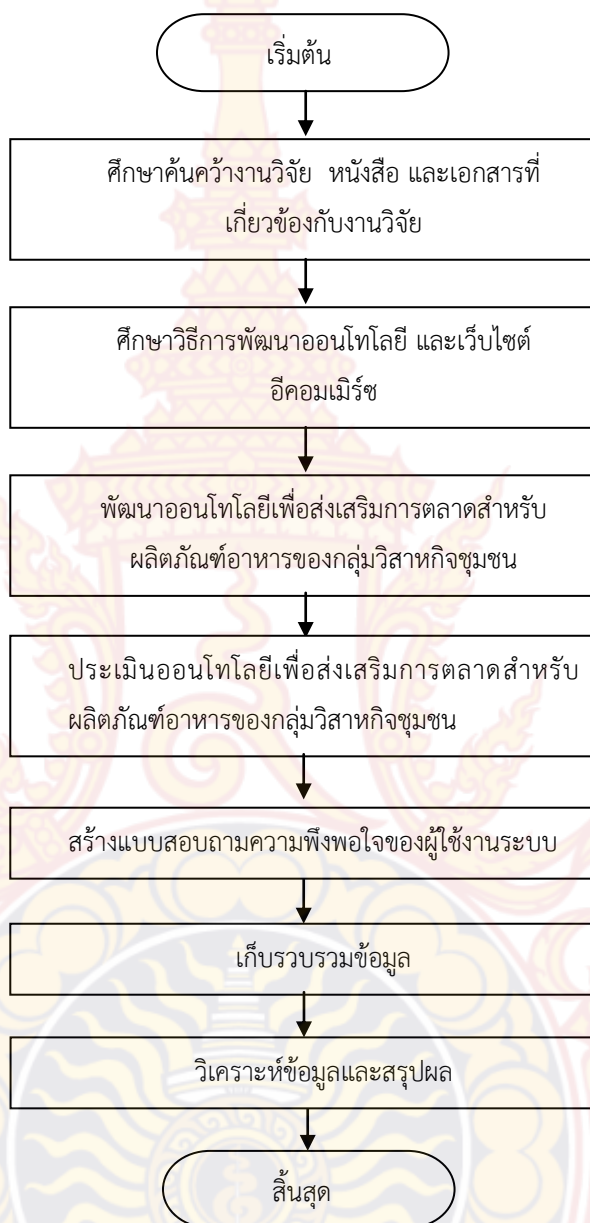 เริ่มต้น
ศึกษาค้นคว้างานวิจัย หนังสือ และเอกสารที่
เกี่ยวข้องกับงานวิจัย
ศึกษาวิธีการพัฒนาออนโทโลยี และเว็บไซต์
อีคอมเมิร์ซ
พัฒนาออนโทโลยีเพื่อส่งเสริมการตลาดสำหรับ
ผลิตภัณฑ์อาหารของกลุ่มวิสาหกิจชุมชน
ประเมินออนโทโลยีเพื่อส่งเสริมการตลาดสำหรับ
ผลิตภัณฑ์อาหารของกลุ่มวิสาหกิจชุมชน
สร้างแบบสอบถามความพึงพอใจของผู้ใช้งานระบบ
เก็บรวบรวมข้อมูล
วิเคราะห์ข้อมูลและสรุปผล
สิ้นสุด